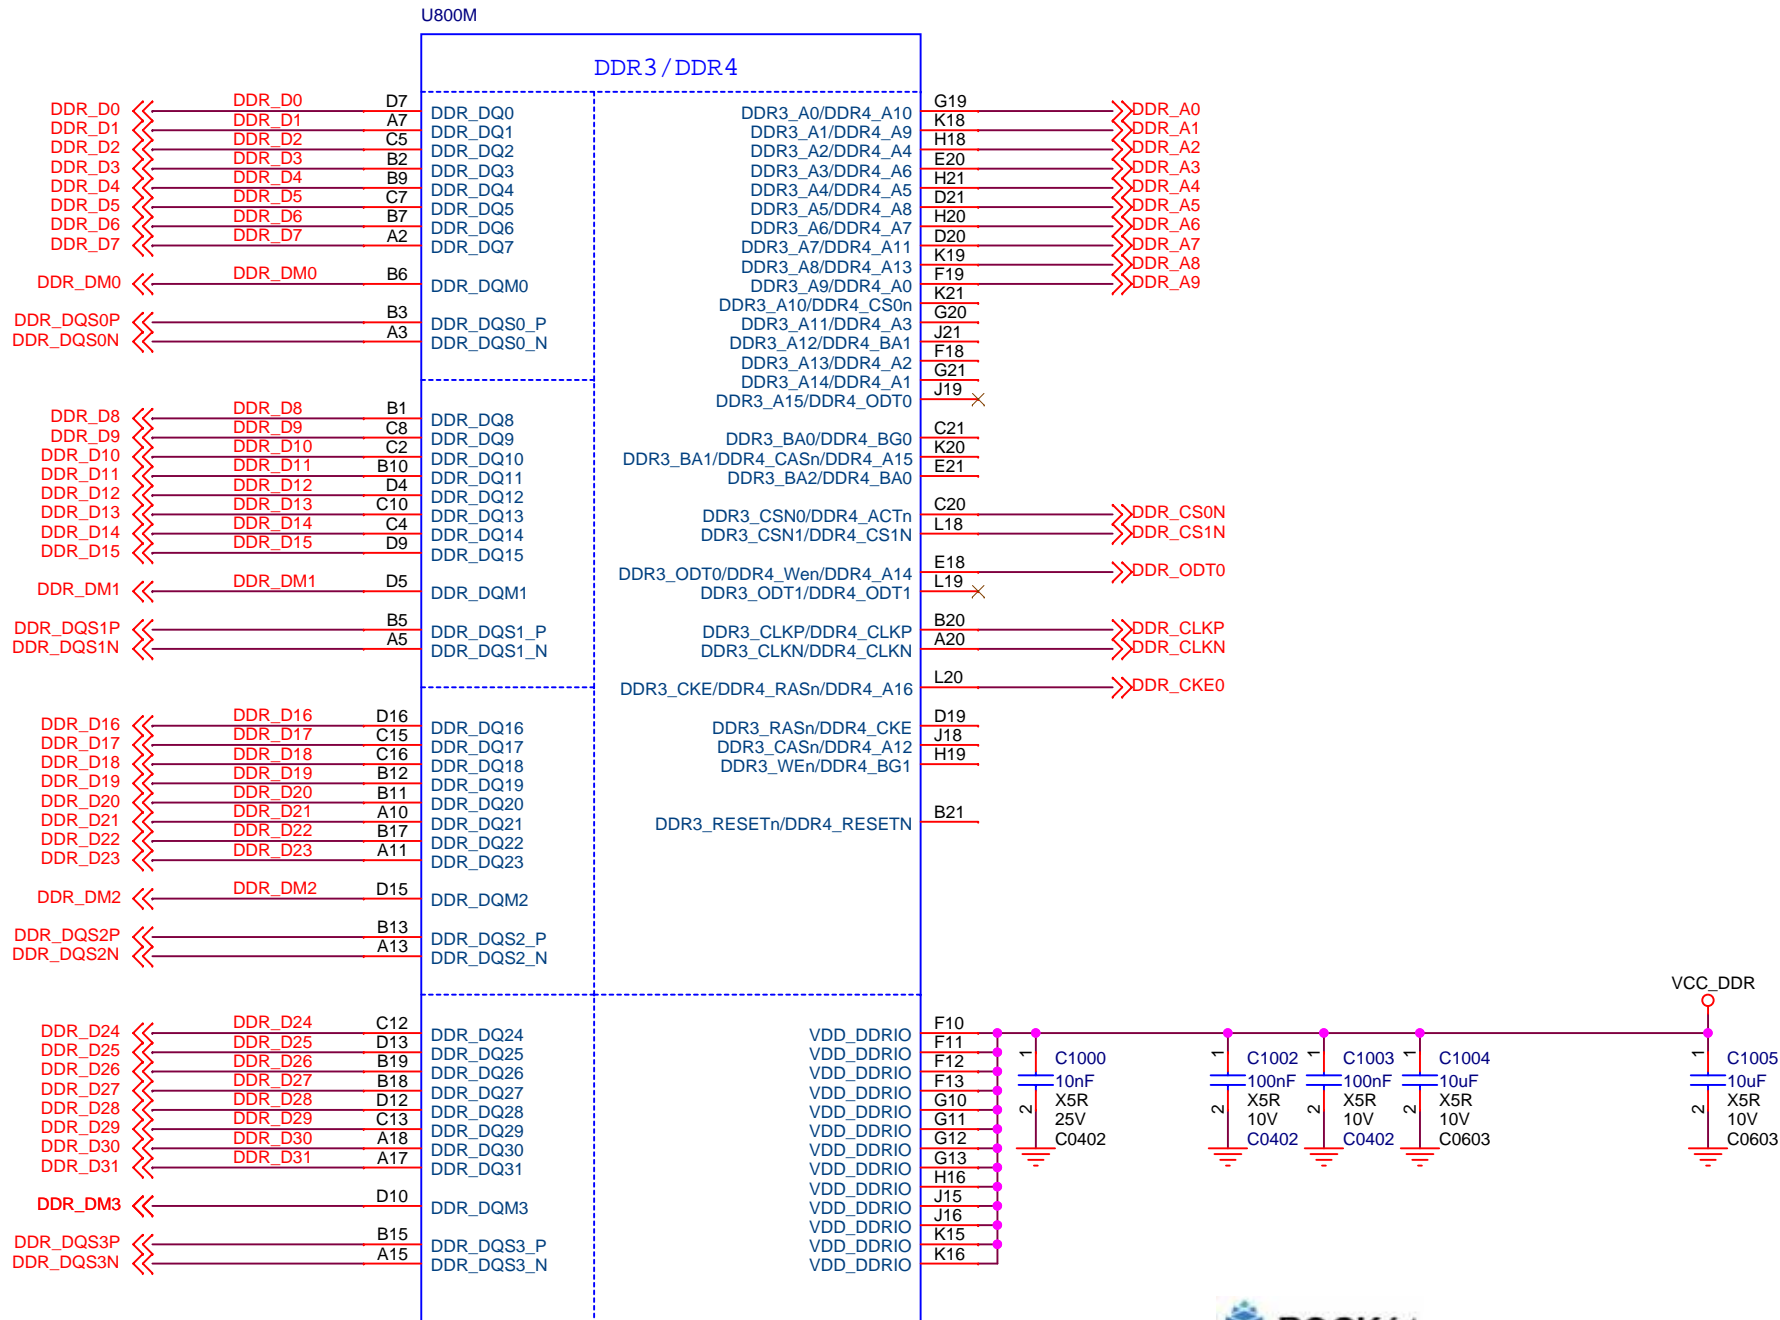 U800M
DDR3/DDR4
DDR_D0 DDR_D0 D7 DDR_DQ0 DDR3_A0/DDR4_A10 G19 DDR_A0
DDR_D1 DDR_D1 A7 DDR_DQ1 DDR3_A1/DDR4_A9 K18 DDR_A1
DDR_D2 DDR_D2 C5 DDR_DQ2 DDR3_A2/DDR4_A4 H18 DDR_A2
DDR_D3 DDR_D3 B2 DDR_DQ3 DDR3_A3/DDR4_A6 E20 DDR_A3
DDR_D4 DDR_D4 B9 DDR_DQ4 DDR3_A4/DDR4_A5 H21 DDR_A4
DDR_D5 DDR_D5 C7 DDR_DQ5 DDR3_A5/DDR4_A8 D21 DDR_A5
DDR_D6 DDR_D6 B7 DDR_DQ6 DDR3_A6/DDR4_A7 H20 DDR_A6
DDR_D7 DDR_D7 A2 DDR_DQ7 DDR3_A7/DDR4_A11 D20 DDR_A7
DDR3_A8/DDR4_A13 K19 DDR_A8
DDR_DM0 DDR_DM0 B6 DDR_DQM0 DDR3_A9/DDR4_A0 F19 DDR_A9
DDR3_A10/DDR4_CS0n K21
DDR_DQS0P B3 DDR_DQS0_P DDR3_A11/DDR4_A3 G20
DDR_DQS0N A3 DDR_DQS0_N DDR3_A12/DDR4_BA1 J21
DDR3_A13/DDR4_A2 F18
DDR3_A14/DDR4_A1 G21
DDR3_A15/DDR4_ODT0 J19
DDR_D8 DDR_D8 B1 DDR_DQ8
DDR_D9 DDR_D9 C8 DDR_DQ9 DDR3_BA0/DDR4_BG0 C21
DDR_D10 DDR_D10 C2 DDR_DQ10 DDR3_BA1/DDR4_CASn/DDR4_A15 K20
DDR_D11 DDR_D11 B10 DDR_DQ11 DDR3_BA2/DDR4_BA0 E21
DDR_D12 DDR_D12 D4 DDR_DQ12
DDR_D13 DDR_D13 C10 DDR_DQ13 DDR3_CSN0/DDR4_ACTn C20 DDR_CS0N
DDR_D14 DDR_D14 C4 DDR_DQ14 DDR3_CSN1/DDR4_CS1N L18 DDR_CS1N
DDR_D15 DDR_D15 D9 DDR_DQ15
DDR3_ODT0/DDR4_Wen/DDR4_A14 E18 DDR_ODT0
DDR_DM1 DDR_DM1 D5 DDR_DQM1 DDR3_ODT1/DDR4_ODT1 L19
DDR_DQS1P B5 DDR_DQS1_P DDR3_CLKP/DDR4_CLKP B20 DDR_CLKP
DDR_DQS1N A5 DDR_DQS1_N DDR3_CLKN/DDR4_CLKN A20 DDR_CLKN
DDR3_CKE/DDR4_RASn/DDR4_A16 L20 DDR_CKE0
DDR_D16 DDR_D16 D16 DDR_DQ16 DDR3_RASn/DDR4_CKE D19
DDR_D17 DDR_D17 C15 DDR_DQ17 DDR3_CASn/DDR4_A12 J18
DDR_D18 DDR_D18 C16 DDR_DQ18 DDR3_WEn/DDR4_BG1 H19
DDR_D19 DDR_D19 B12 DDR_DQ19
DDR_D20 DDR_D20 B11 DDR_DQ20
DDR_D21 DDR_D21 A10 DDR_DQ21 DDR3_RESETn/DDR4_RESETN B21
DDR_D22 DDR_D22 B17 DDR_DQ22
DDR_D23 DDR_D23 A11 DDR_DQ23
DDR_DM2 DDR_DM2 D15 DDR_DQM2
DDR_DQS2P B13 DDR_DQS2_P
DDR_DQS2N A13 DDR_DQS2_N
VCC_DDR
DDR_D24 DDR_D24 C12 DDR_DQ24 VDD_DDRIO F10
DDR_D25 DDR_D25 D13 DDR_DQ25 VDD_DDRIO F11
DDR_D26 DDR_D26 B19 DDR_DQ26 VDD_DDRIO F12
DDR_D27 DDR_D27 B18 DDR_DQ27 VDD_DDRIO F13
DDR_D28 DDR_D28 D12 DDR_DQ28 VDD_DDRIO G10
DDR_D29 DDR_D29 C13 DDR_DQ29 VDD_DDRIO G11
DDR_D30 DDR_D30 A18 DDR_DQ30 VDD_DDRIO G12
DDR_D31 DDR_D31 A17 DDR_DQ31 VDD_DDRIO G13
VDD_DDRIO H16
DDR_DM3 D10 DDR_DQM3 VDD_DDRIO J15
VDD_DDRIO J16
DDR_DQS3P B15 DDR_DQS3_P VDD_DDRIO K15
DDR_DQS3N A15 DDR_DQS3_N VDD_DDRIO K16
1 C1000 1 C1002 1 C1003 1 C1004 1 C1005
10nF 100nF 100nF 10uF 10uF
2 X5R 2 X5R 2 X5R 2 X5R 2 X5R
25V 10V 10V 10V 10V
C0402 C0402 C0402 C0603 C0603